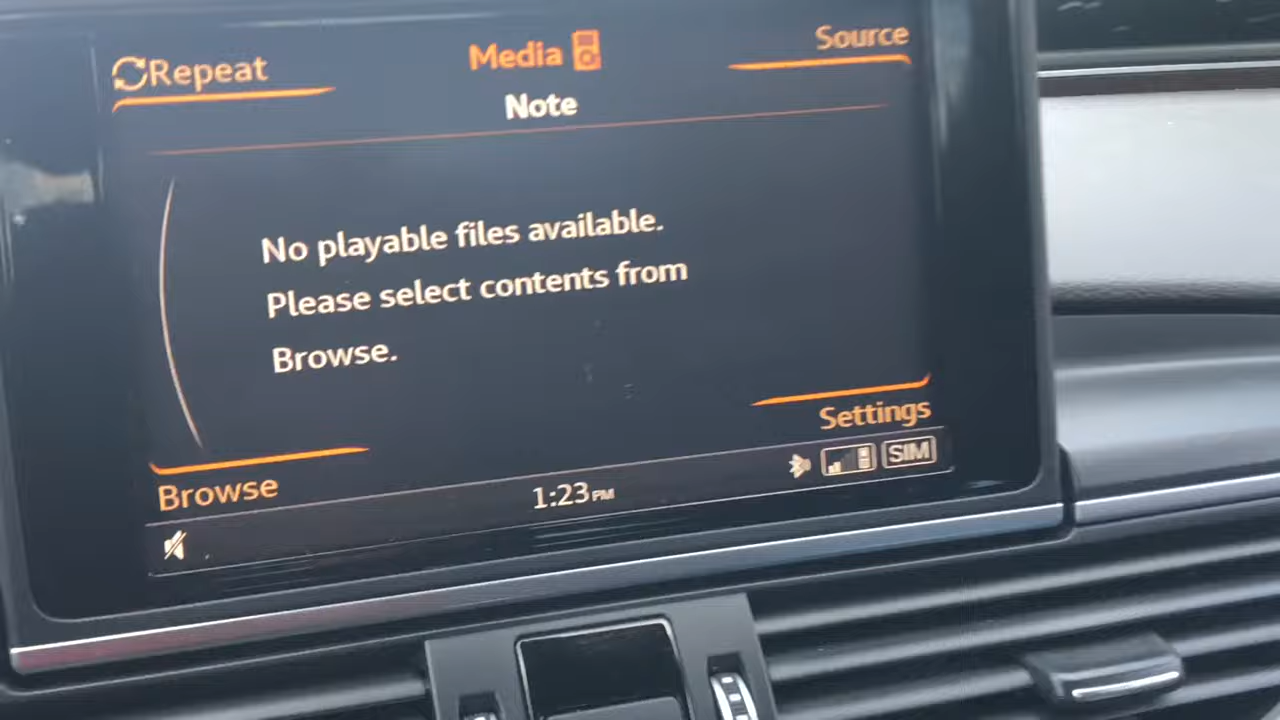 Repeat
Media
Source
Note
No playable files available.
Please select contents from
Browse.
Settings
Browse
1:23 PM
SIM